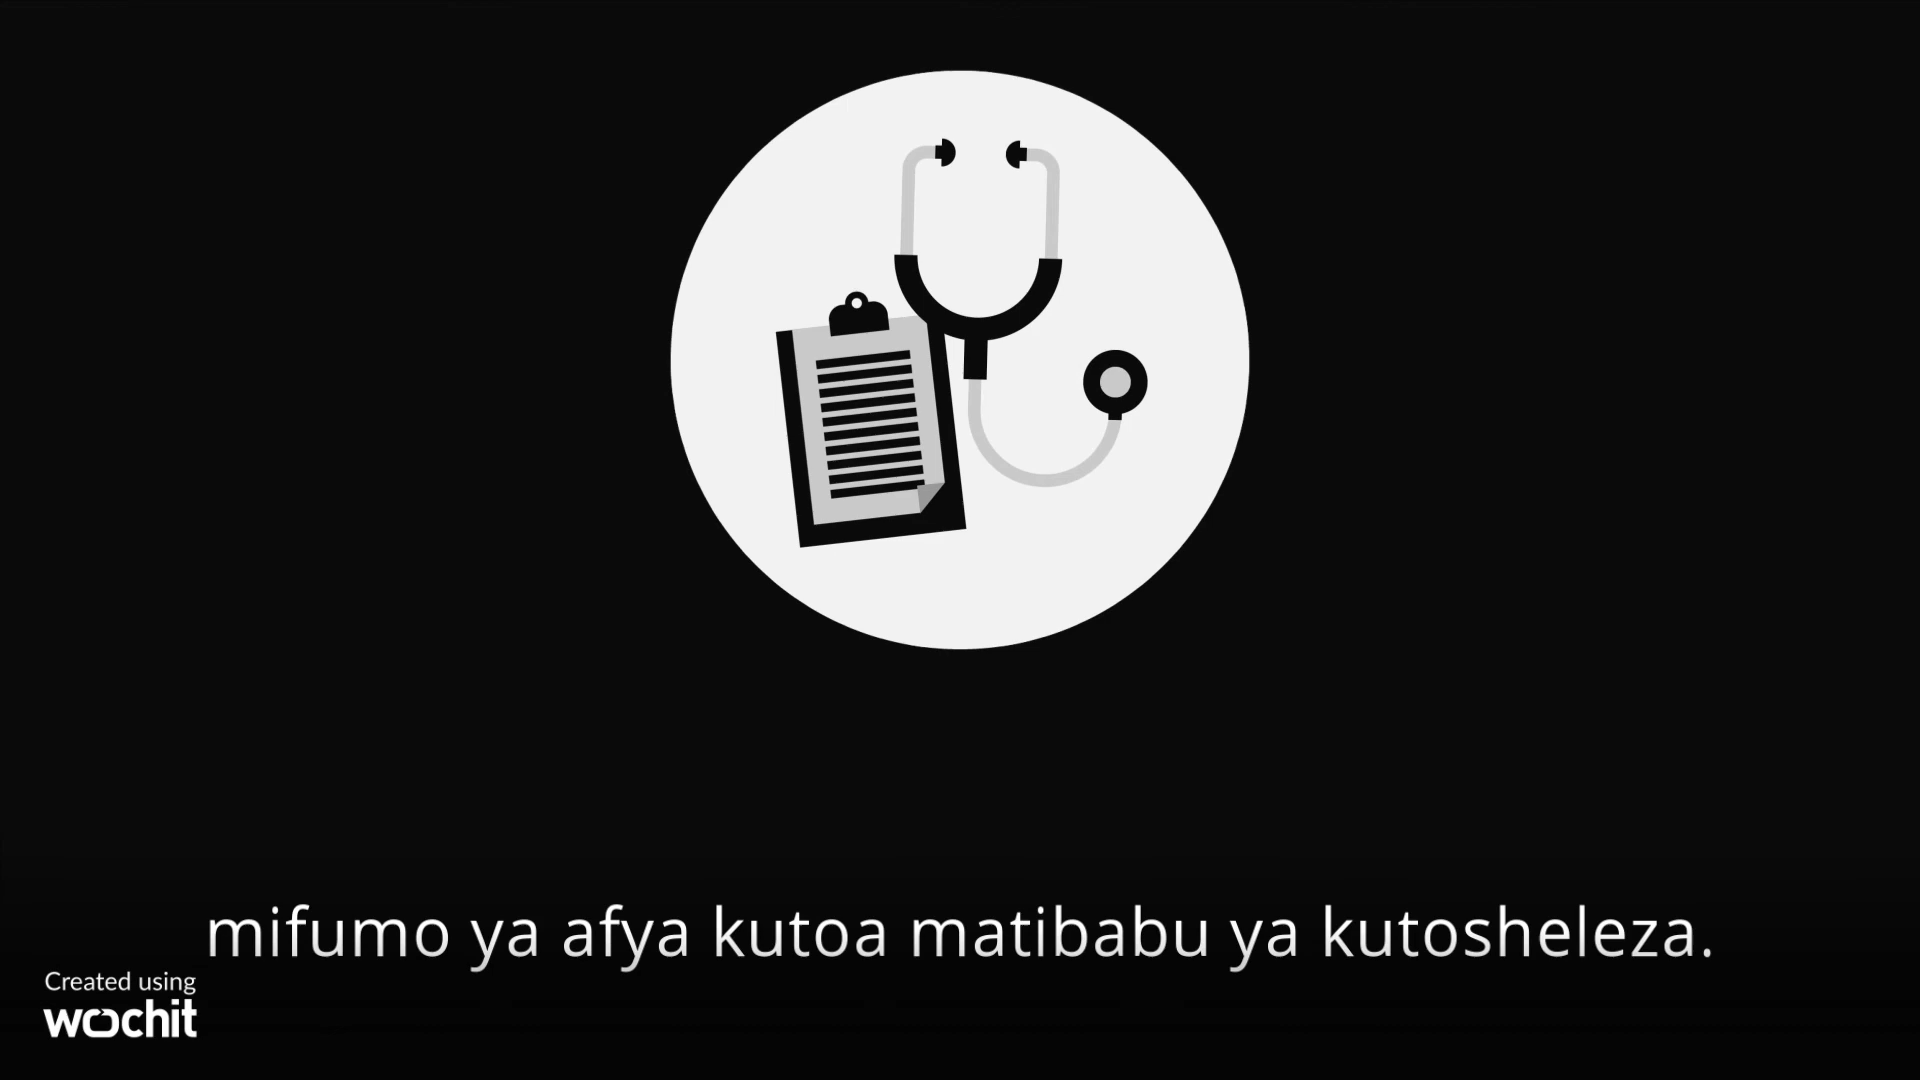 mifumo ya afya kutoa matibabu ya kutosheleza.
Created using
wochit